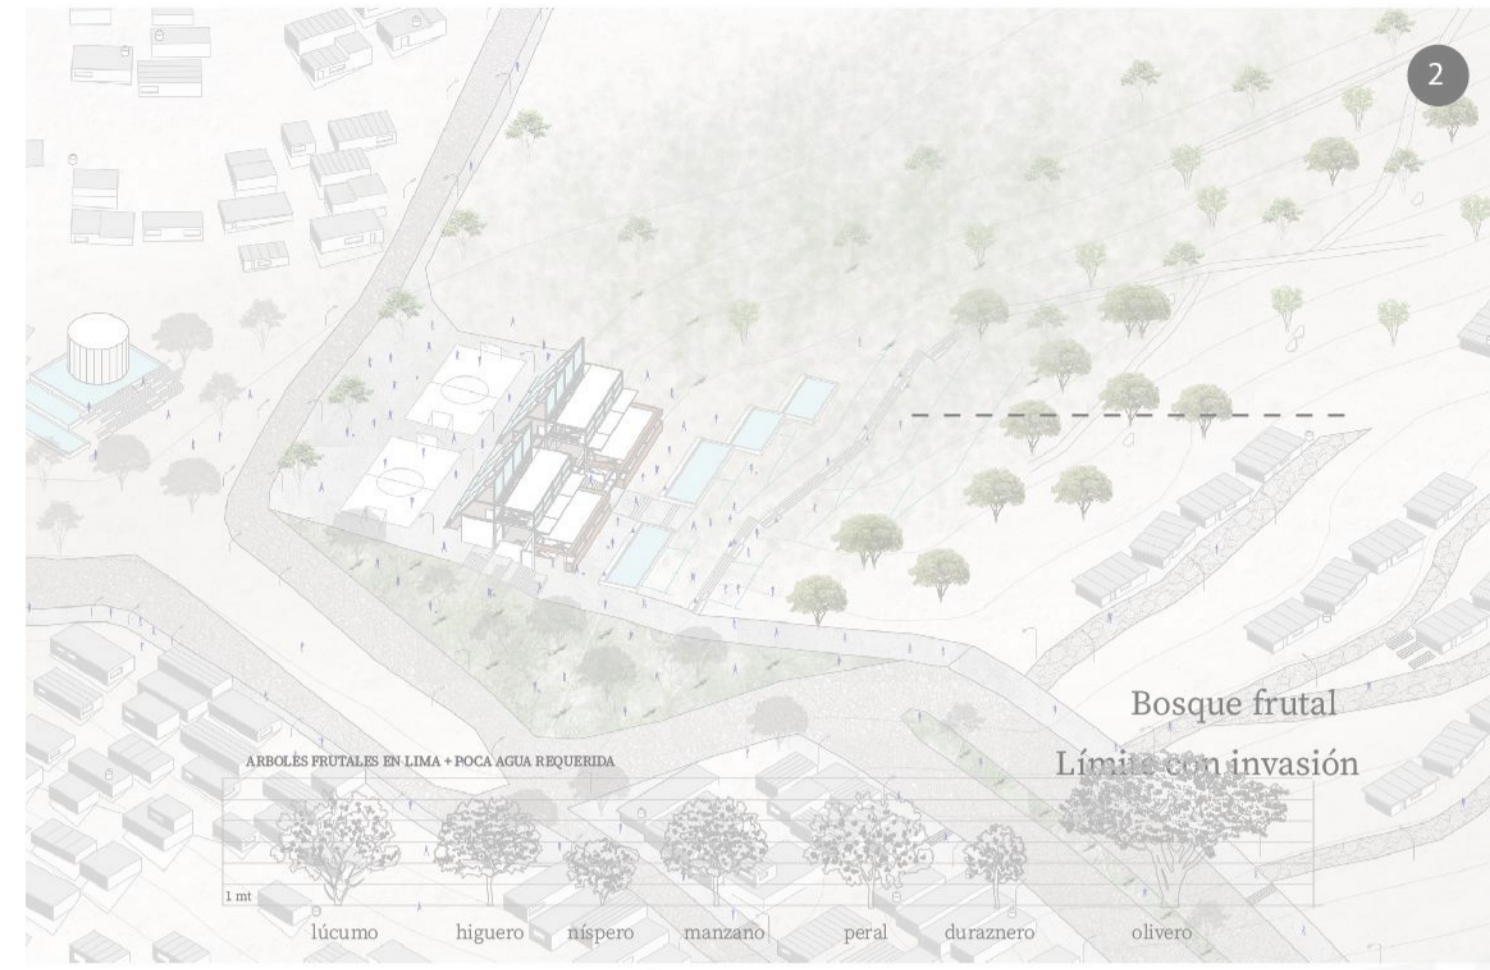 2
Bosque frutal
Límite con invasión
ARBOLES FRUTALES EN LIMA + POCA AGUA REQUERIDA
1 mt
lúcumo higuero níspero manzano peral duraznero olivero